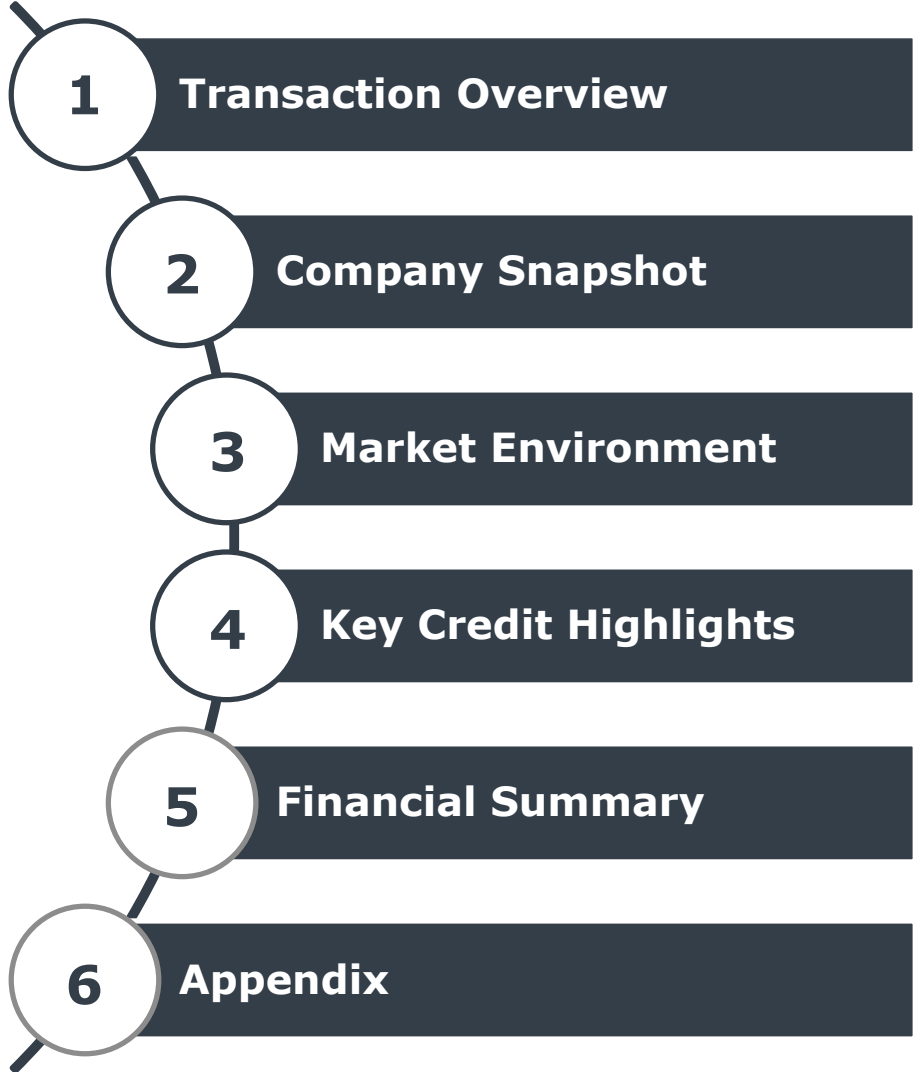 1 Transaction Overview
2 Company Snapshot
3 Market Environment
4 Key Credit Highlights
5 Financial Summary
6 Appendix